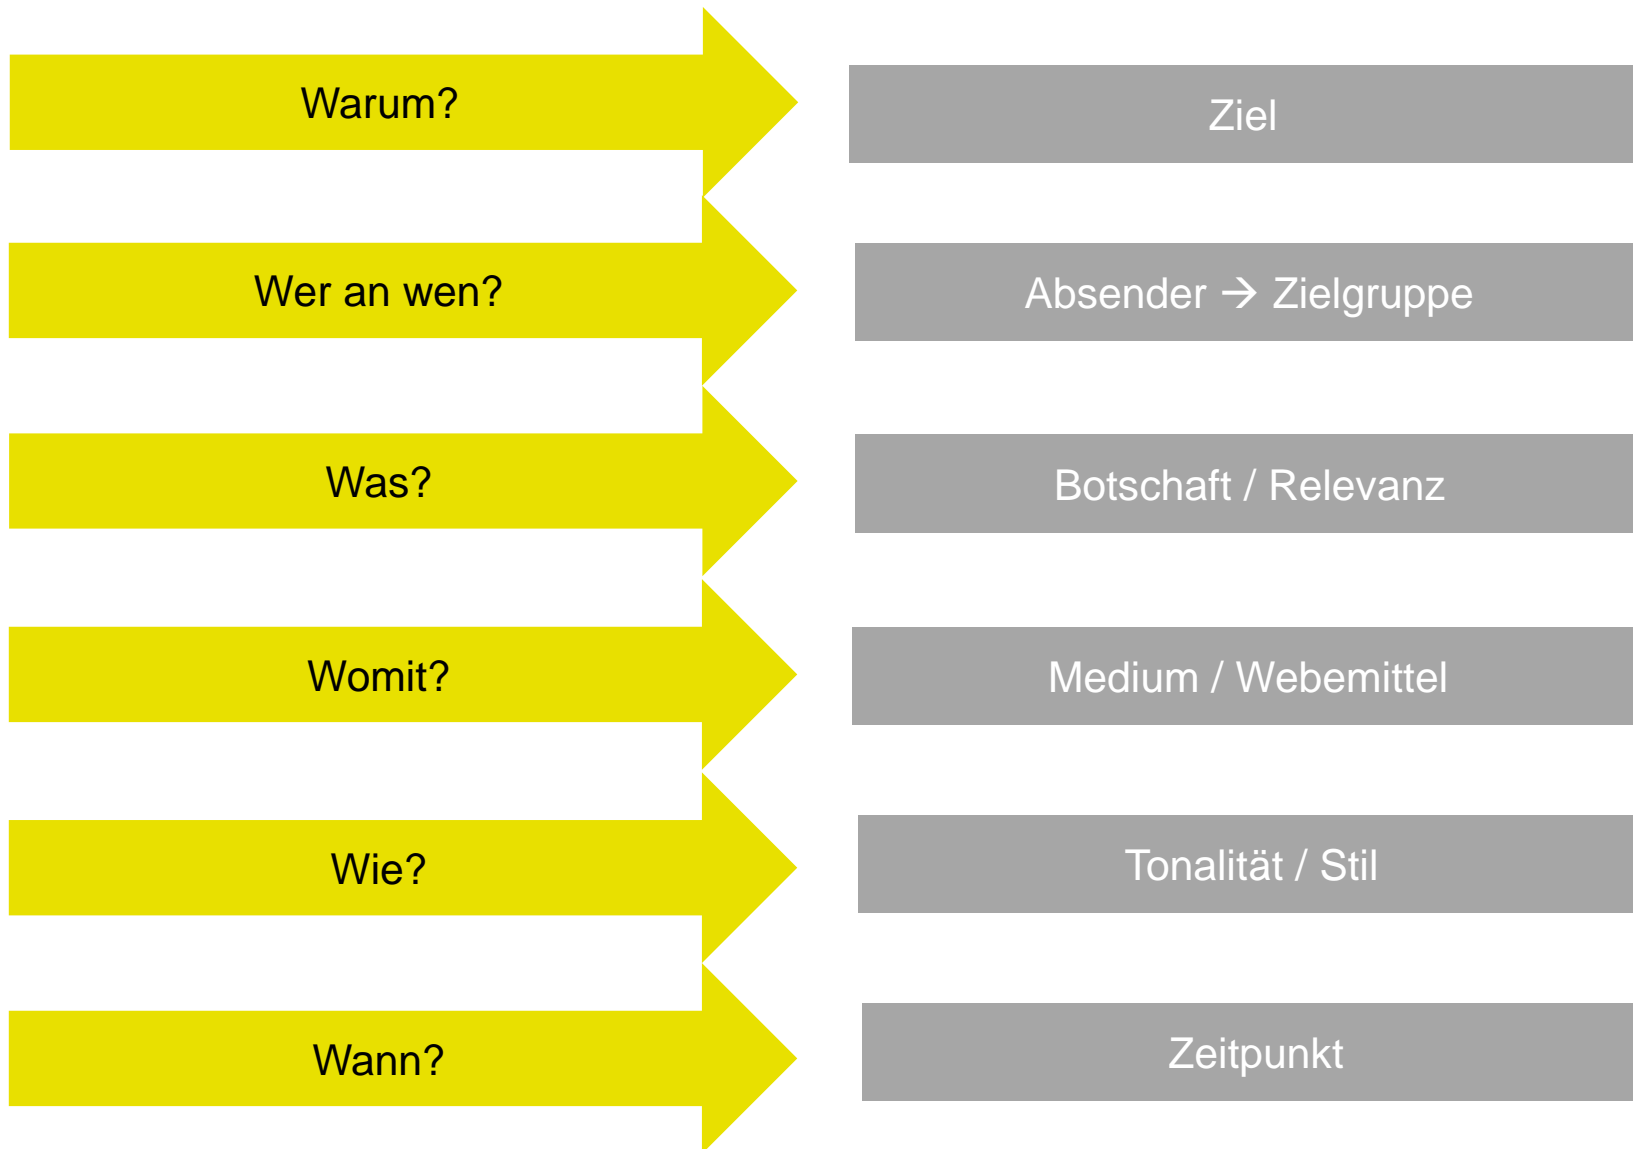 Warum?
Ziel
Wer an wen?
Absender → Zielgruppe
Was?
Botschaft / Relevanz
Womit?
Medium / Webemittel
Wie?
Tonalität / Stil
Wann?
Zeitpunkt